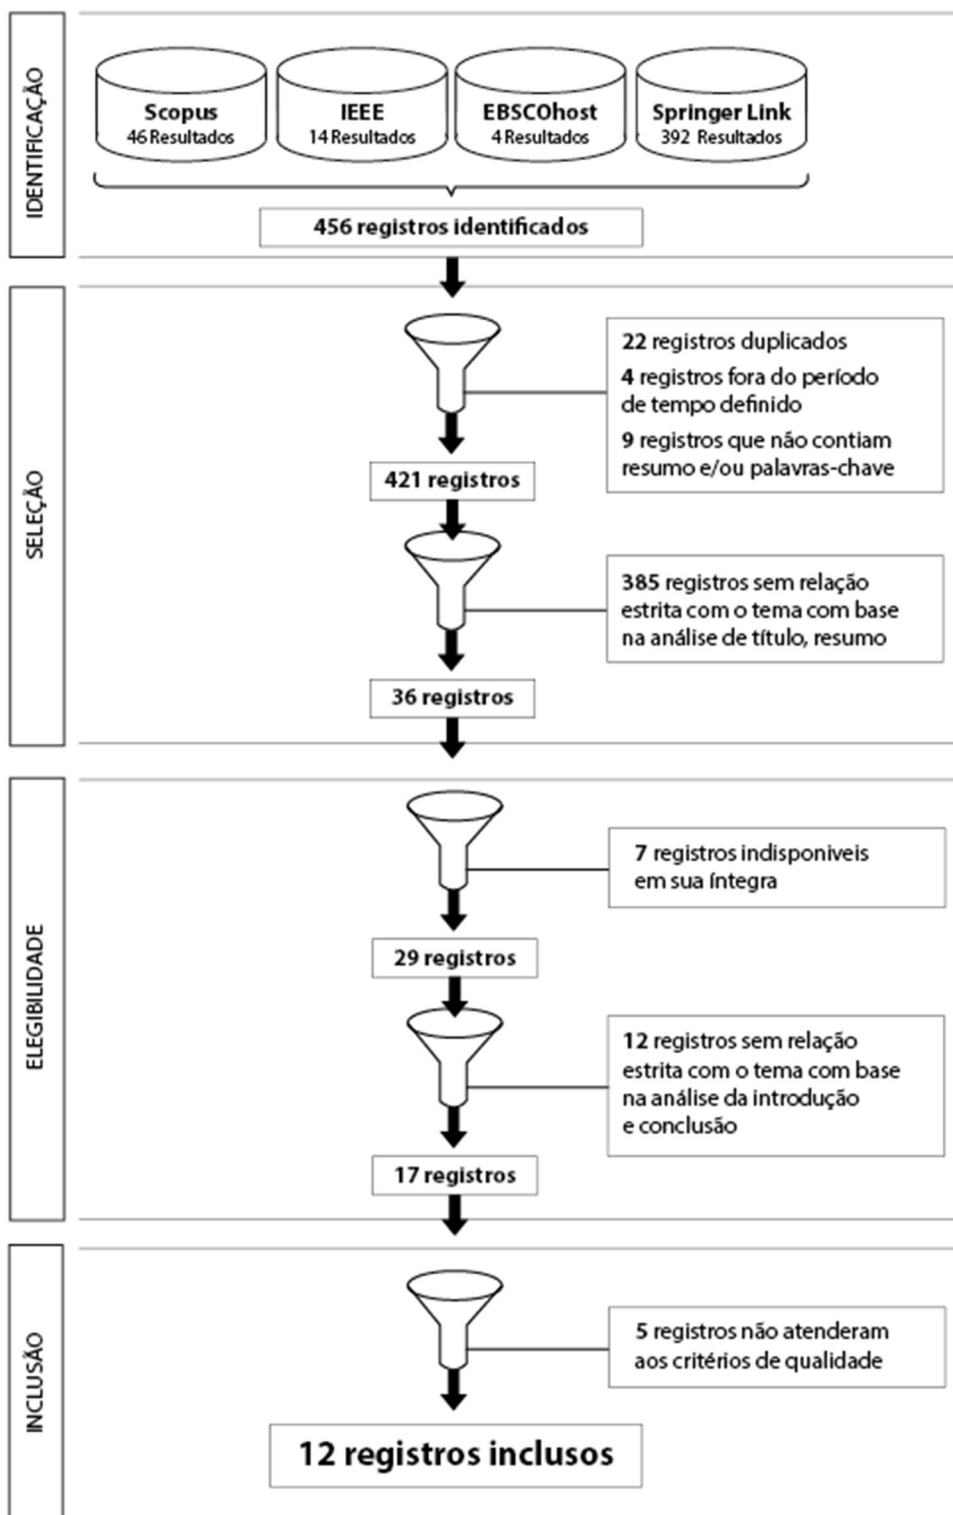 IDENTIFICAÇÃO
Scopus
46 Resultados
IEEE
14 Resultados
EBSCOhost
4 Resultados
Springer Link
392 Resultados
456 registros identificados
SELEÇÃO
22 registros duplicados
4 registros fora do período
de tempo definido
9 registros que não contiam
resumo e/ou palavras-chave
421 registros
385 registros sem relação
estrita com o tema com base
na análise de título, resumo
36 registros
ELEGIBILIDADE
7 registros indisponiveis
em sua íntegra
29 registros
12 registros sem relação
estrita com o tema com base
na análise da introdução
e conclusão
17 registros
INCLUSÃO
5 registros não atenderam
aos critérios de qualidade
12 registros inclusos